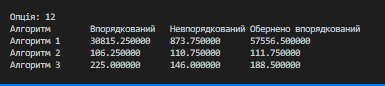 Опція: 12
Алгоритм Впорядкований Невпорядкований Обернено впорядкований
Алгоритм 1 30815.250000 873.750000 57556.500000
Алгоритм 2 106.250000 110.750000 111.750000
Алгоритм 3 225.000000 146.000000 188.500000